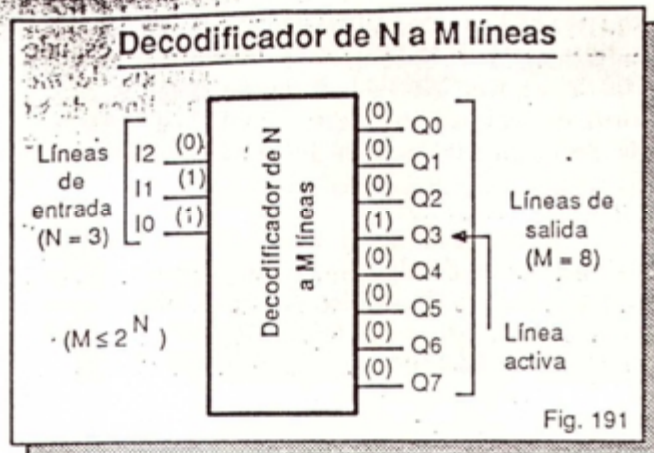 Decodificador de N a M líneas
Líneas
de
entrada
(N = 3)
I2 (0)
I1 (1)
I0 (1)
(M ≤ 2^N)
Decodificador de N
a M líneas
(0) Q0
(0) Q1
(0) Q2
(1) Q3
(0) Q4
(0) Q5
(0) Q6
(0) Q7
Líneas de
salida
(M = 8)
Línea
activa
Fig. 191